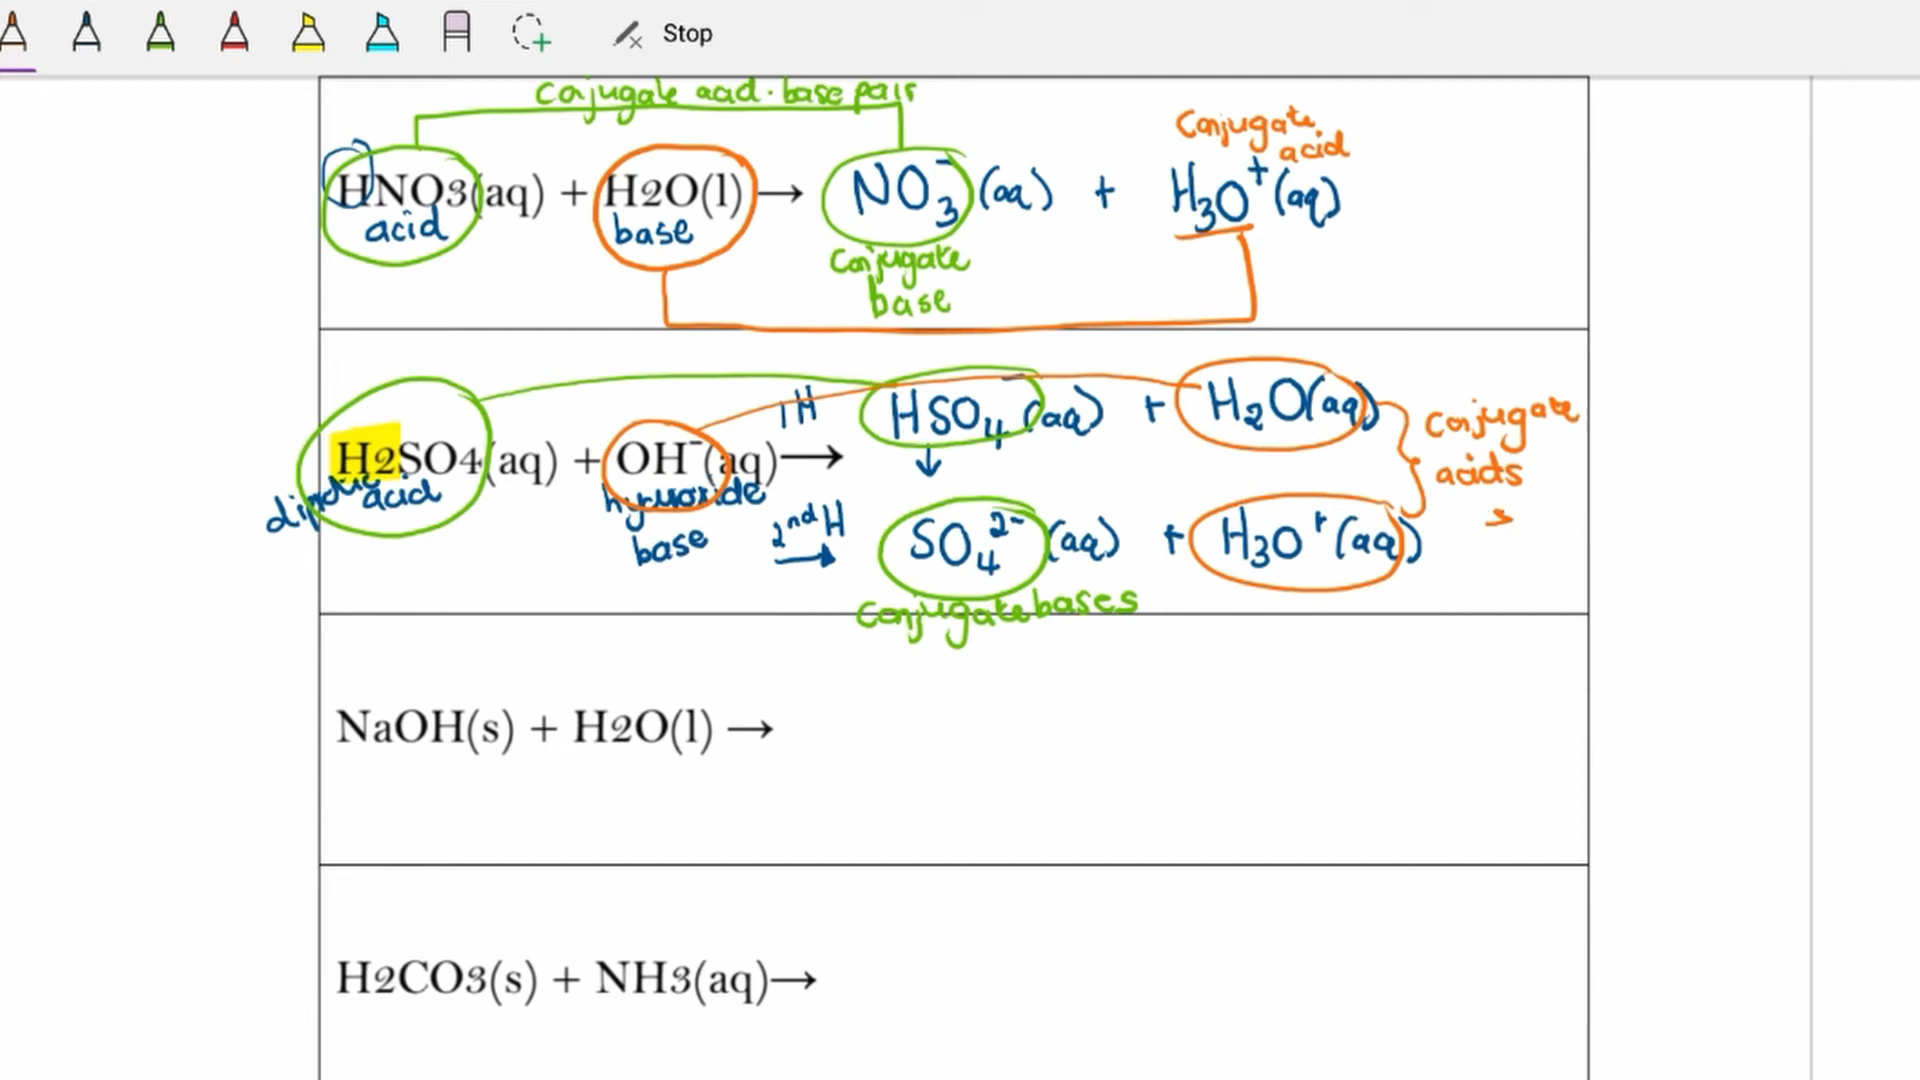 Stop
Conjugate acid-base pair
Conjugate
acid
HNO3(aq) + H2O(l) → NO₃⁻(aq) + H₃O⁺(aq)
acid base
Conjugate
base
1H HSO₄⁻(aq) + H₂O(aq) Conjugate
H2SO4(aq) + OH⁻(aq) → ↓ acids
diprotic acid hydroxide
base 2nd H → SO₄²⁻(aq) + H₃O⁺(aq)
Conjugate bases
NaOH(s) + H2O(l) →
H2CO3(s) + NH3(aq)→